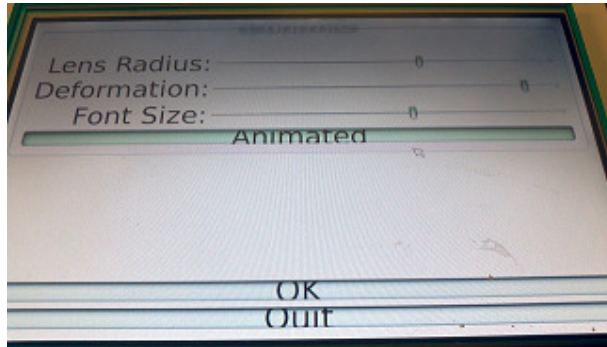 Lens Radius:
Deformation:
Font Size:
Animated
OK
Quit